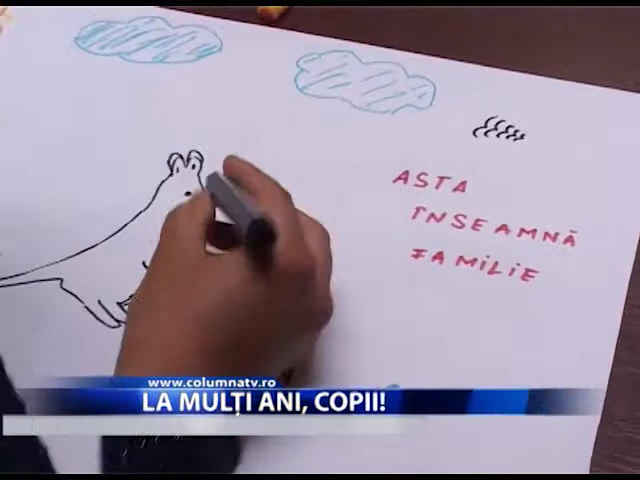 ASTA
ÎNSEAMNĂ
FAMILIE
www.columnatv.ro
LA MULȚI ANI, COPII!